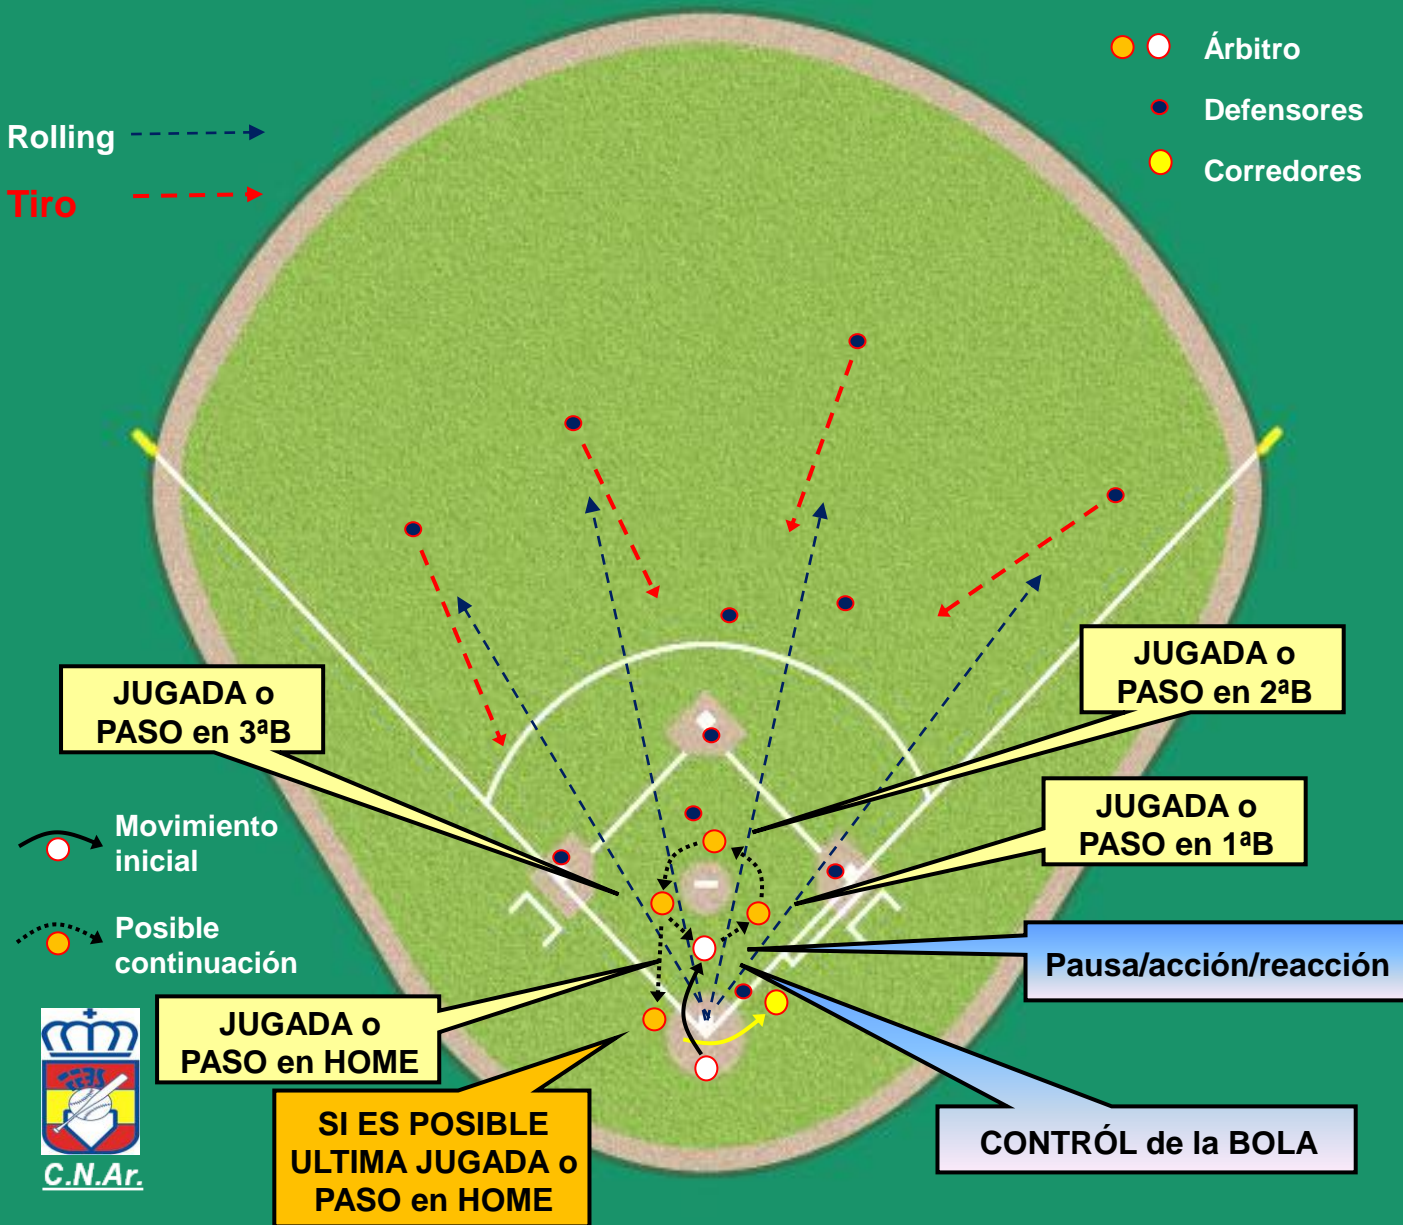 Rolling
Tiro
Árbitro
Defensores
Corredores
JUGADA o
PASO en 3ªB
JUGADA o
PASO en 2ªB
JUGADA o
PASO en 1ªB
Movimiento
inicial
Posible
continuación
Pausa/acción/reacción
JUGADA o
PASO en HOME
SI ES POSIBLE
ULTIMA JUGADA o
PASO en HOME
CONTRÓL de la BOLA
C.N.Ar.